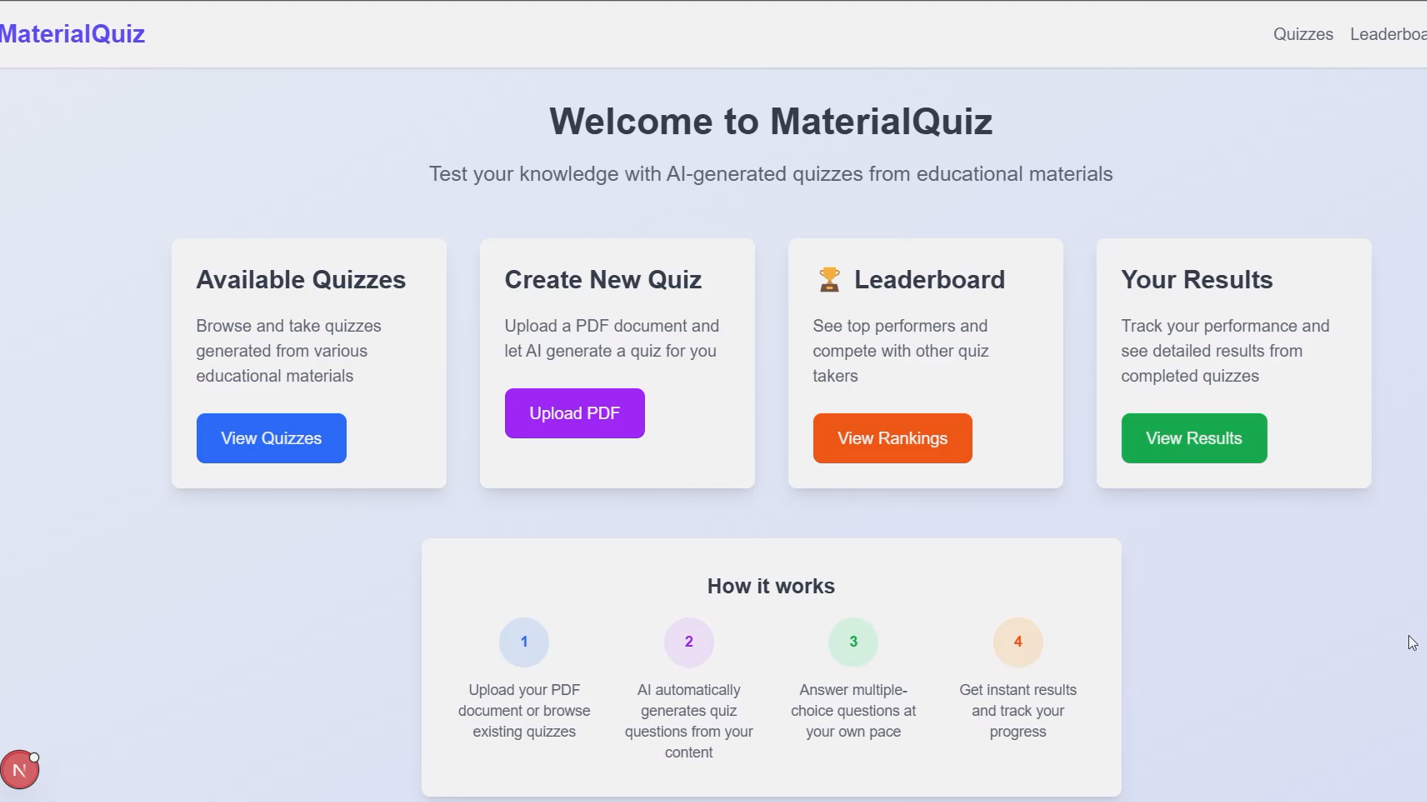 MaterialQuiz
Quizzes Leaderboa
Welcome to MaterialQuiz
Test your knowledge with AI-generated quizzes from educational materials
Available Quizzes
Browse and take quizzes
generated from various
educational materials
View Quizzes
Create New Quiz
Upload a PDF document and
let AI generate a quiz for you
Upload PDF
🏆 Leaderboard
See top performers and
compete with other quiz
takers
View Rankings
Your Results
Track your performance and
see detailed results from
completed quizzes
View Results
How it works
1
Upload your PDF
document or browse
existing quizzes
2
AI automatically
generates quiz
questions from your
content
3
Answer multiple-
choice questions at
your own pace
4
Get instant results
and track your
progress
N